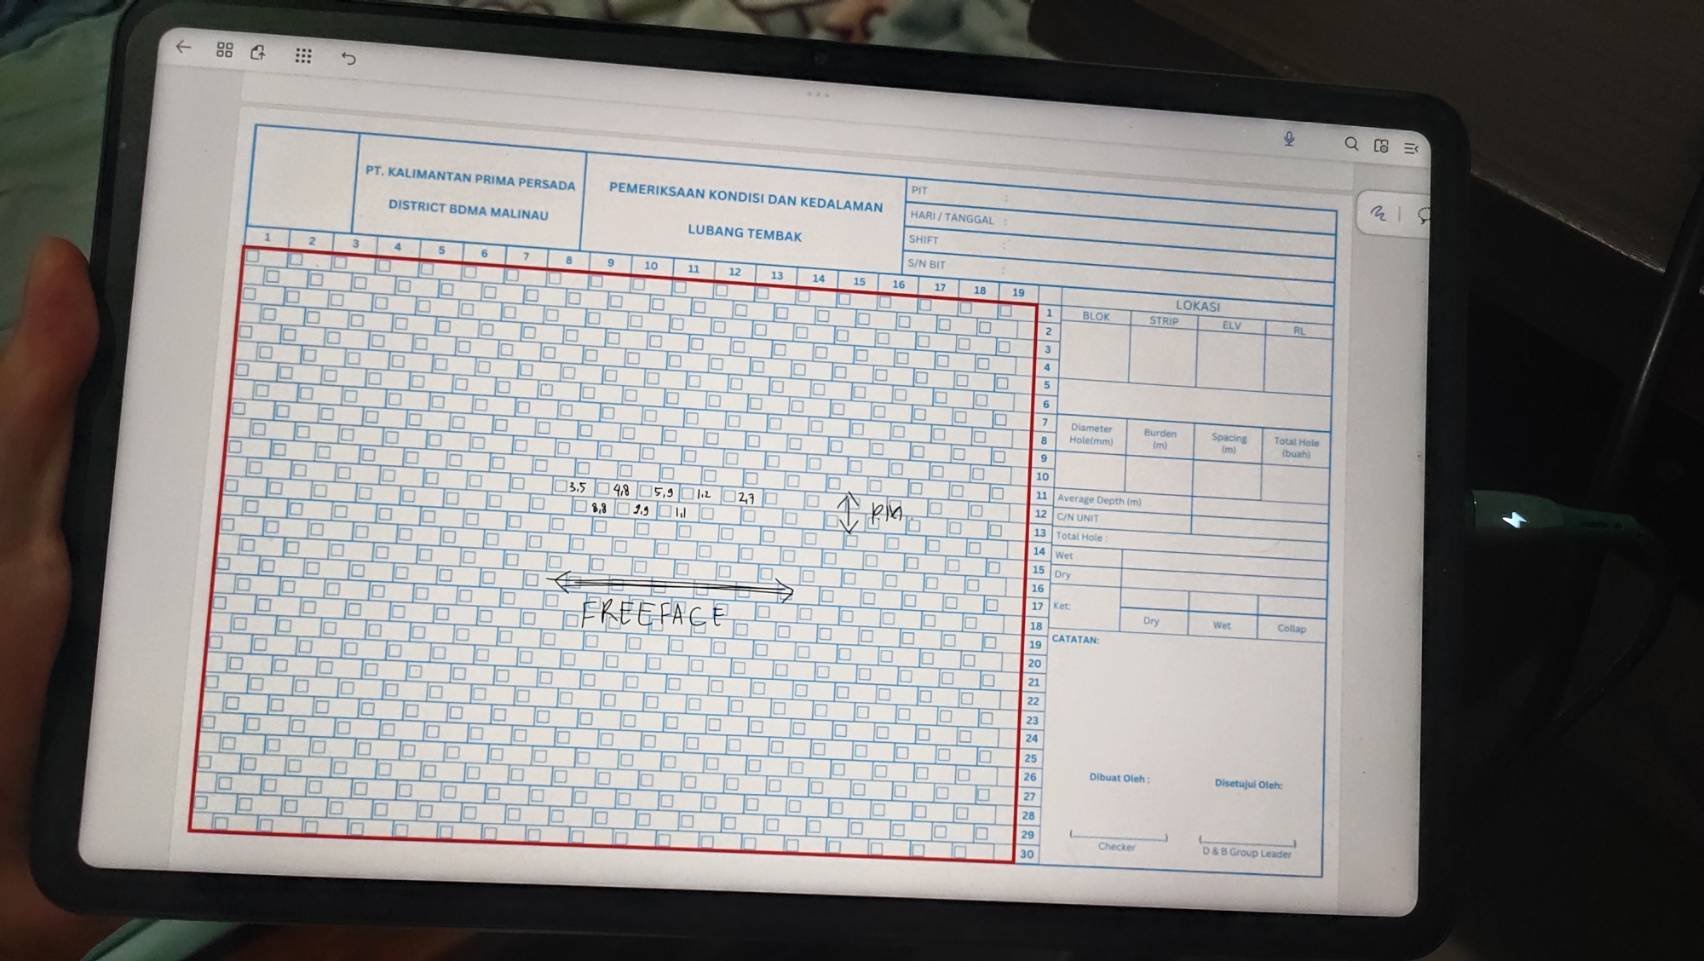 PT. KALIMANTAN PRIMA PERSADA
DISTRICT BDMA MALINAU
PEMERIKSAAN KONDISI DAN KEDALAMAN
LUBANG TEMBAK
PIT :
HARI / TANGGAL :
SHIFT :
S/N BIT :
1 2 3 4 5 6 7 8 9 10 11 12 13 14 15 16 17 18 19
LOKASI
BLOK STRIP ELV RL
1
2
3
4
5
6
7
8
9
10
11
12
13
14
15
16
17
18
19
20
21
22
23
24
25
26
27
28
29
30
Diameter Hole(mm) Burden (m) Spacing (m) Total Hole (buah)
Average Depth (m)
C/N UNIT
Total Hole :
Wet
Dry
Ket:
Dry Wet Collap
CATATAN:
3,5 4,8 5,9 1,2 2,7
8,8 9,9 1,1
FREEFACE
Dibuat Oleh : Disetujui Oleh:
Checker D & B Group Leader